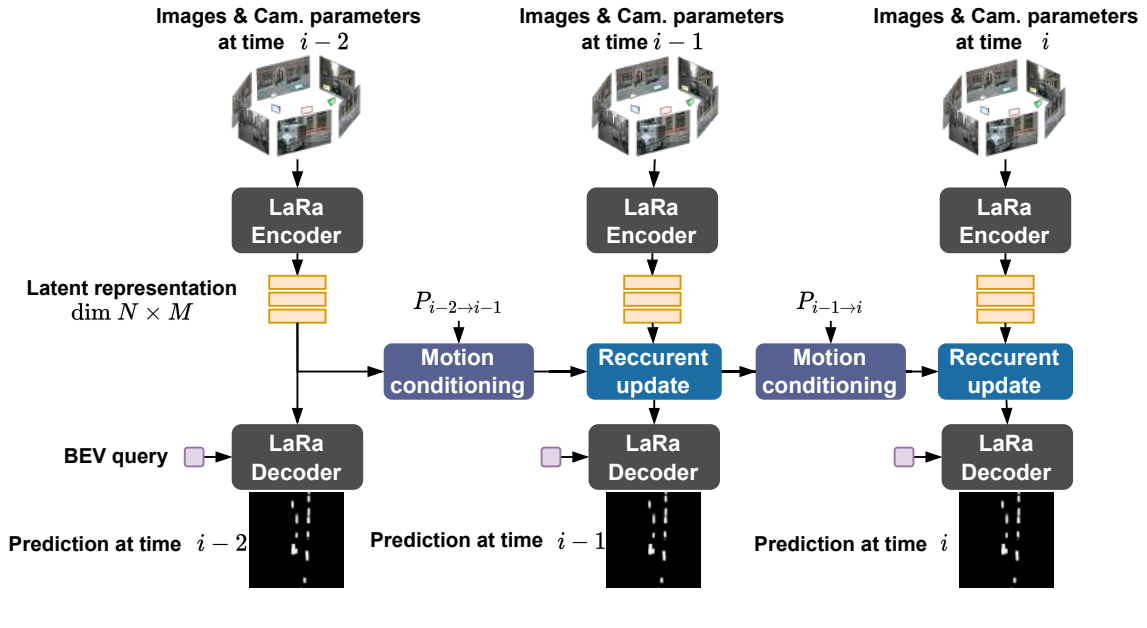 Images & Cam. parameters
at time i − 2
Images & Cam. parameters
at time i − 1
Images & Cam. parameters
at time i
LaRa
Encoder
LaRa
Encoder
LaRa
Encoder
Latent representation
dim N × M
P_{i−2→i−1}
P_{i−1→i}
Motion
conditioning
Reccurent
update
Motion
conditioning
Reccurent
update
BEV query
LaRa
Decoder
LaRa
Decoder
LaRa
Decoder
Prediction at time i − 2
Prediction at time i − 1
Prediction at time i